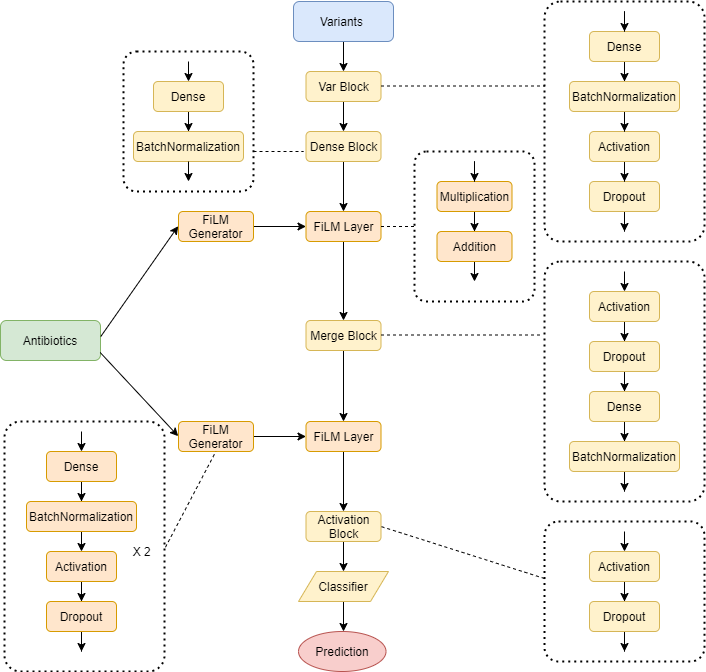 Variants
Var Block
Dense Block
FiLM Layer
Merge Block
FiLM Layer
Activation
Block
Classifier
Prediction
Antibiotics
FiLM
Generator
FiLM
Generator
Dense
BatchNormalization
Multiplication
Addition
Dense
BatchNormalization
Activation
Dropout
Activation
Dropout
Dense
BatchNormalization
Activation
Dropout
Dense
BatchNormalization
Activation
Dropout
X 2